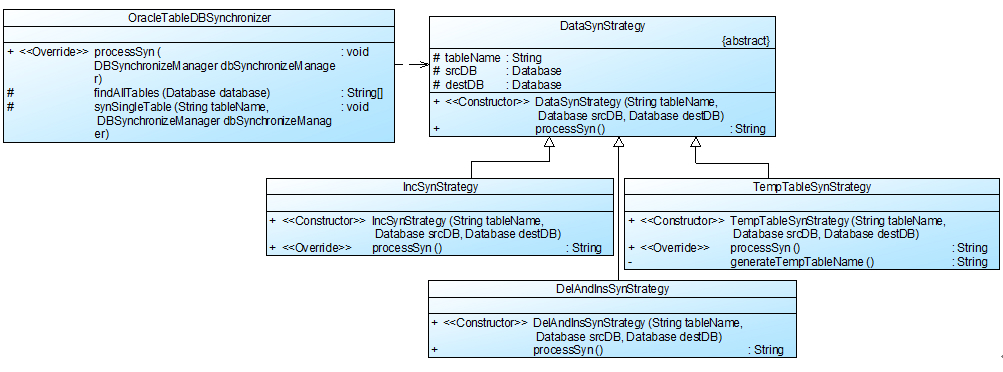 OracleTableDBSynchronizer
+ <<Override>> processSyn ( : void
DBSynchronizeManager dbSynchronizeManage
r)
# findAllTables (Database database) : String[]
# synSingleTable (String tableName, : void
DBSynchronizeManager dbSynchronizeManag
er)
DataSynStrategy
{abstract}
# tableName : String
# srcDB : Database
# destDB : Database
+ <<Constructor>> DataSynStrategy (String tableName,
Database srcDB, Database destDB)
+ processSyn () : String
IncSynStrategy
+ <<Constructor>> IncSynStrategy (String tableName,
Database srcDB, Database destDB)
+ <<Override>> processSyn () : String
TempTableSynStrategy
+ <<Constructor>> TempTableSynStrategy (String tableName,
Database srcDB, Database destDB)
+ <<Override>> processSyn () : String
- generateTempTableName () : String
DelAndInsSynStrategy
+ <<Constructor>> DelAndInsSynStrategy (String tableName,
Database srcDB, Database destDB)
+ processSyn () : String